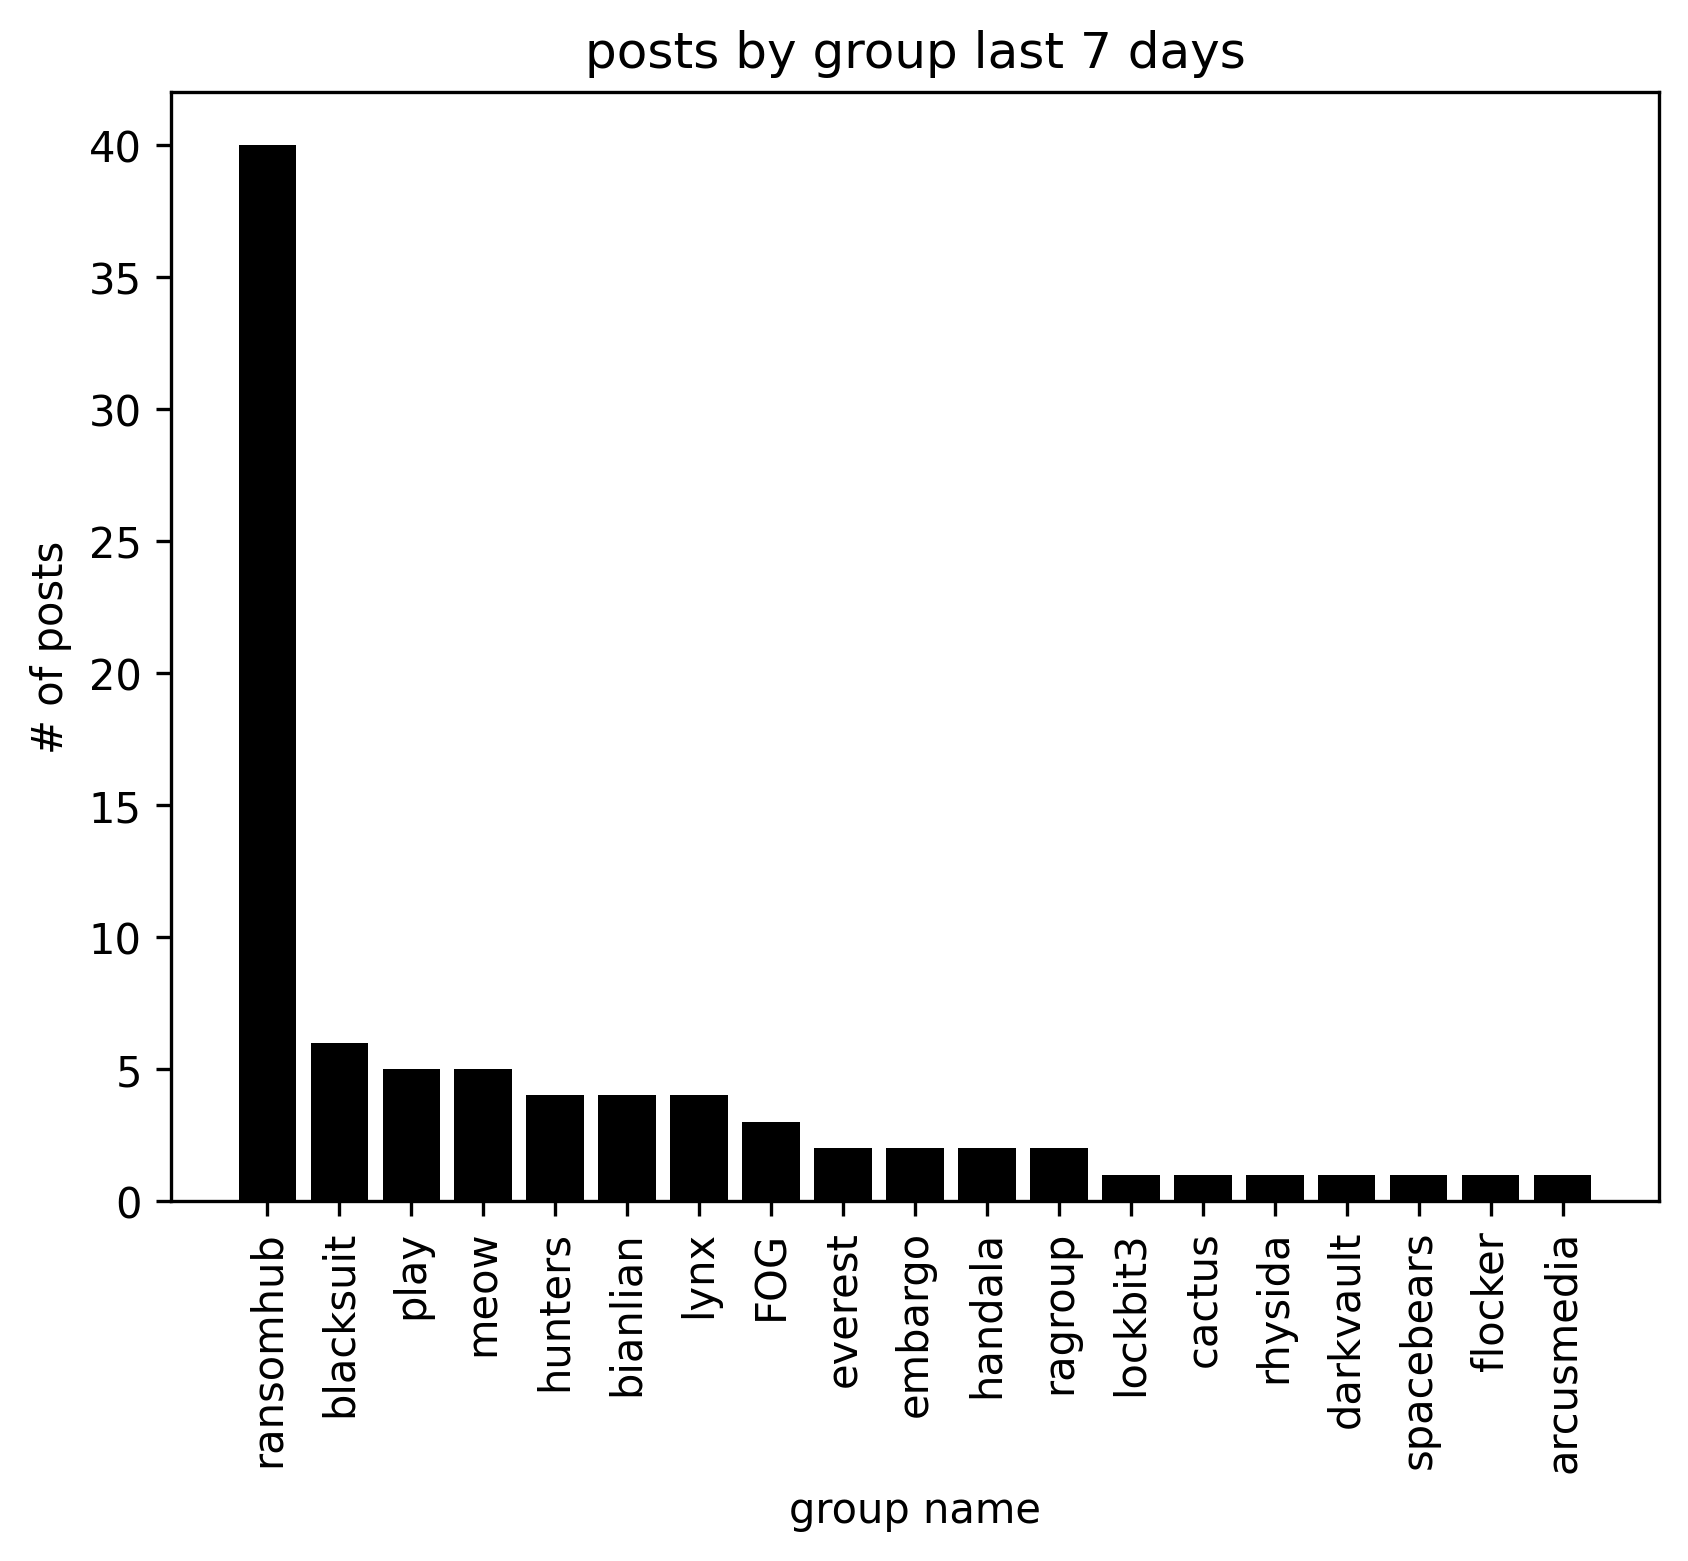 posts by group last 7 days
# of posts
40
35
30
25
20
15
10
5
0
ransomhub
blacksuit
play
meow
hunters
bianlian
lynx
FOG
everest
embargo
handala
ragroup
lockbit3
cactus
rhysida
darkvault
spacebears
flocker
arcusmedia
group name